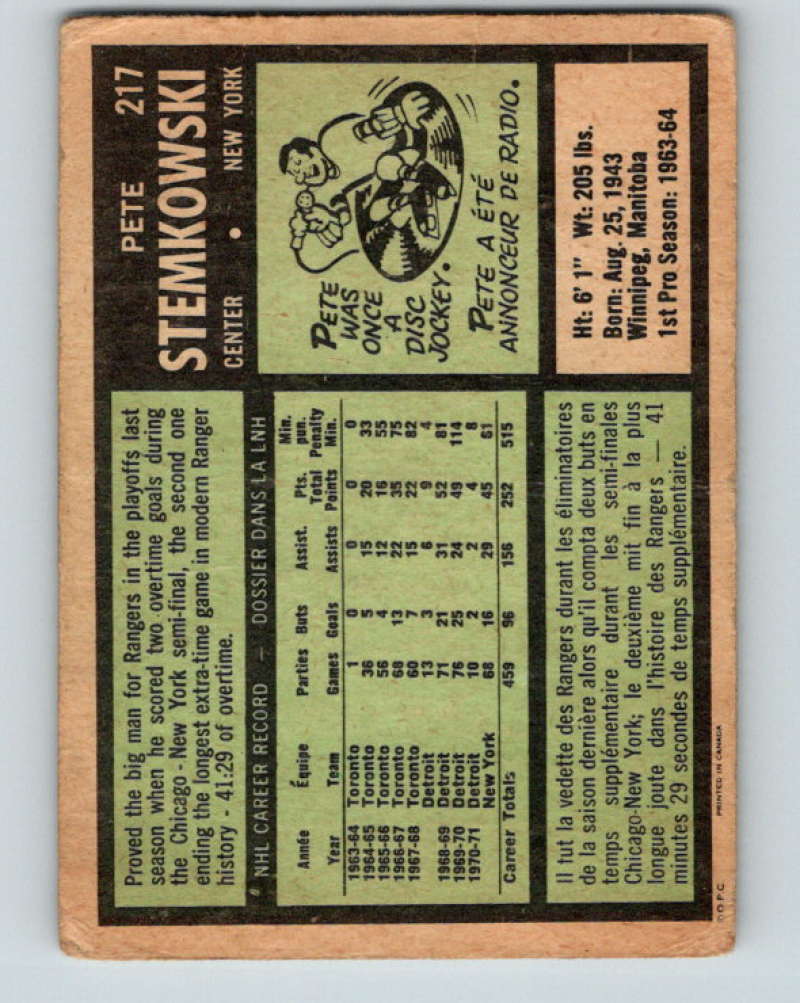 PETE 217
STEMKOWSKI
CENTER • NEW YORK
Proved the big man for Rangers in the playoffs last
season when he scored two overtime goals during
the Chicago - New York semi-final, the second one
ending the longest extra-time game in modern Ranger
history - 41:29 of overtime.
PETE
WAS
ONCE
A
DISC
JOCKEY.
PETE A ÉTÉ
ANNONCEUR DE RADIO.
NHL CAREER RECORD — DOSSIER DANS LA LNH
Min.
Pts. pun.
Année Équipe Parties Buts Assist. Total Penalty
Year Team Games Goals Assists Points Min.
1963-64 Toronto 1 0 0 0 0
1964-65 Toronto 36 5 15 20 33
1965-66 Toronto 56 4 12 16 55
1966-67 Toronto 68 13 22 35 75
1967-68 Toronto 60 7 15 22 82
Detroit 13 3 6 9 4
1968-69 Detroit 71 21 31 52 81
1969-70 Detroit 76 25 24 49 114
1970-71 Detroit 10 2 2 4 8
New York 68 16 29 45 61
Career Totals 459 96 156 252 515
Ht: 6' 1" Wt: 205 lbs.
Born: Aug. 25, 1943
Winnipeg, Manitoba
1st Pro Season: 1963-64
Il tut la vedette des Rangers durant les éliminatoires
de la saison dernière alors qu'il compta deux buts en
temps supplémentaire durant les semi-finales
Chicago-New York; le deuxième mit fin à la plus
longue joute dans l'histoire des Rangers — 41
minutes 29 secondes de temps supplémentaire.
© O.P.C. PRINTED IN CANADA